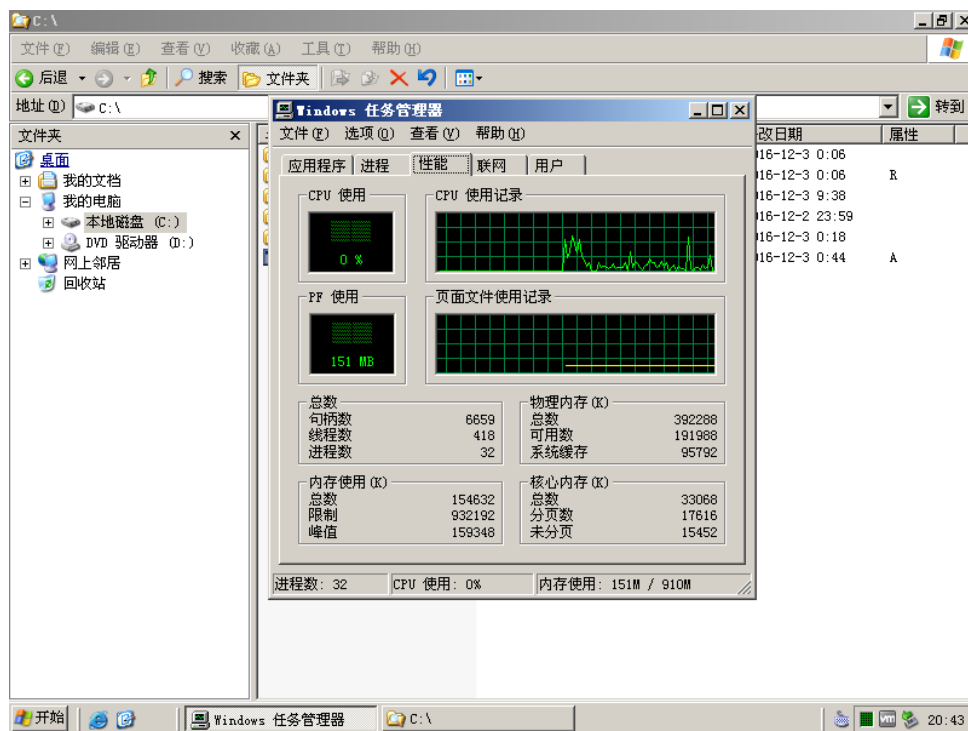 C:\
文件(F) 编辑(E) 查看(V) 收藏(A) 工具(T) 帮助(H)
后退 搜索 文件夹
地址(D) C:\ 转到
文件夹 × 改日期 属性
桌面
我的文档
我的电脑
本地磁盘 (C:)
DVD 驱动器 (D:)
网上邻居
回收站
16-12-3 0:06
16-12-3 0:06 R
16-12-3 9:38
16-12-2 23:59
16-12-3 0:18
16-12-3 0:44 A
Windows 任务管理器
文件(F) 选项(O) 查看(V) 帮助(H)
应用程序 进程 性能 联网 用户
CPU 使用 CPU 使用记录
0 %
PF 使用 页面文件使用记录
151 MB
总数
句柄数 6659
线程数 418
进程数 32
物理内存(K)
总数 392288
可用数 191988
系统缓存 95792
内存使用(K)
总数 154632
限制 932192
峰值 159348
核心内存(K)
总数 33068
分页数 17616
未分页 15452
进程数: 32 CPU 使用: 0% 内存使用: 151M / 910M
开始 Windows 任务管理器 C:\ vm 20:43